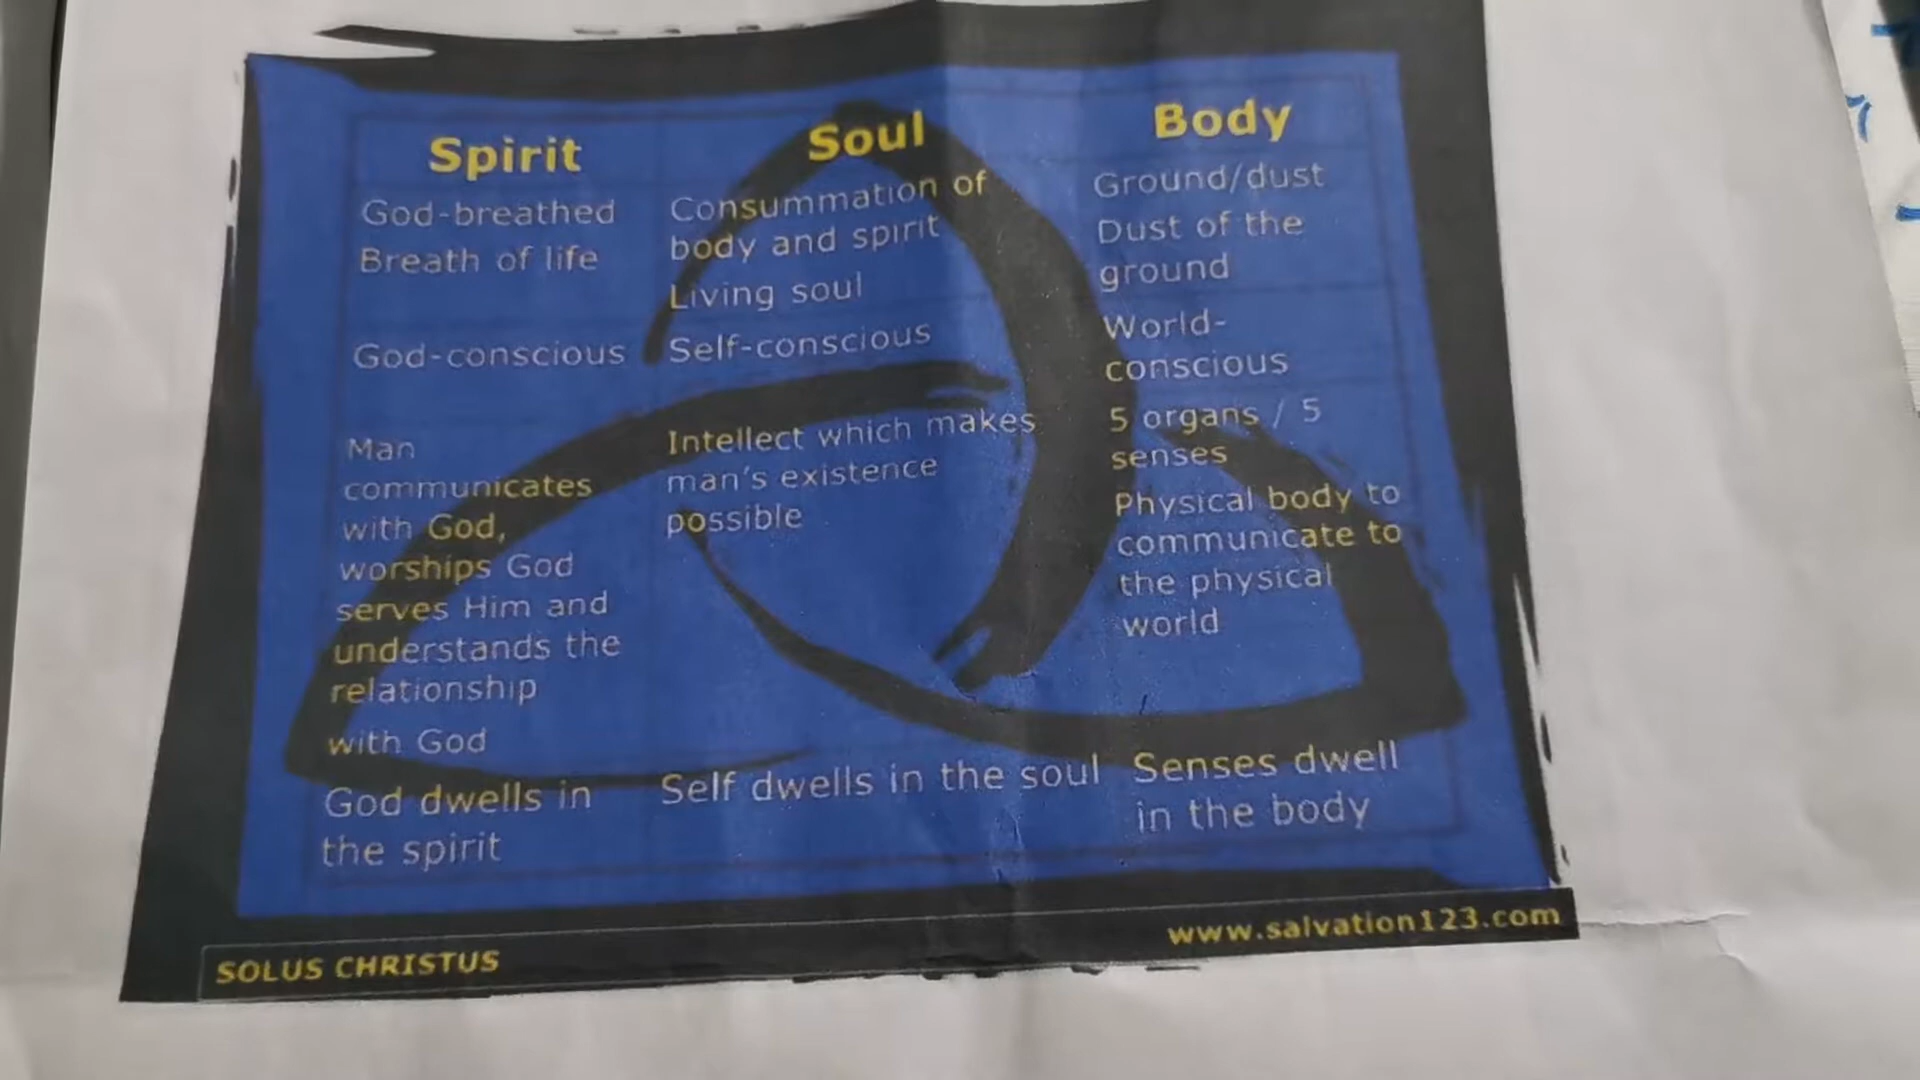 Spirit
God-breathed
Breath of life
God-conscious
Man
communicates
with God,
worships God
serves Him and
understands the
relationship
with God
God dwells in
the spirit
Soul
Consummation of
body and spirit
Living soul
Self-conscious
Intellect which makes
man's existence
possible
Self dwells in the soul
Body
Ground/dust
Dust of the
ground
World-
conscious
5 organs / 5
senses
Physical body to
communicate to
the physical
world
Senses dwell
in the body
SOLUS CHRISTUS
www.salvation123.com